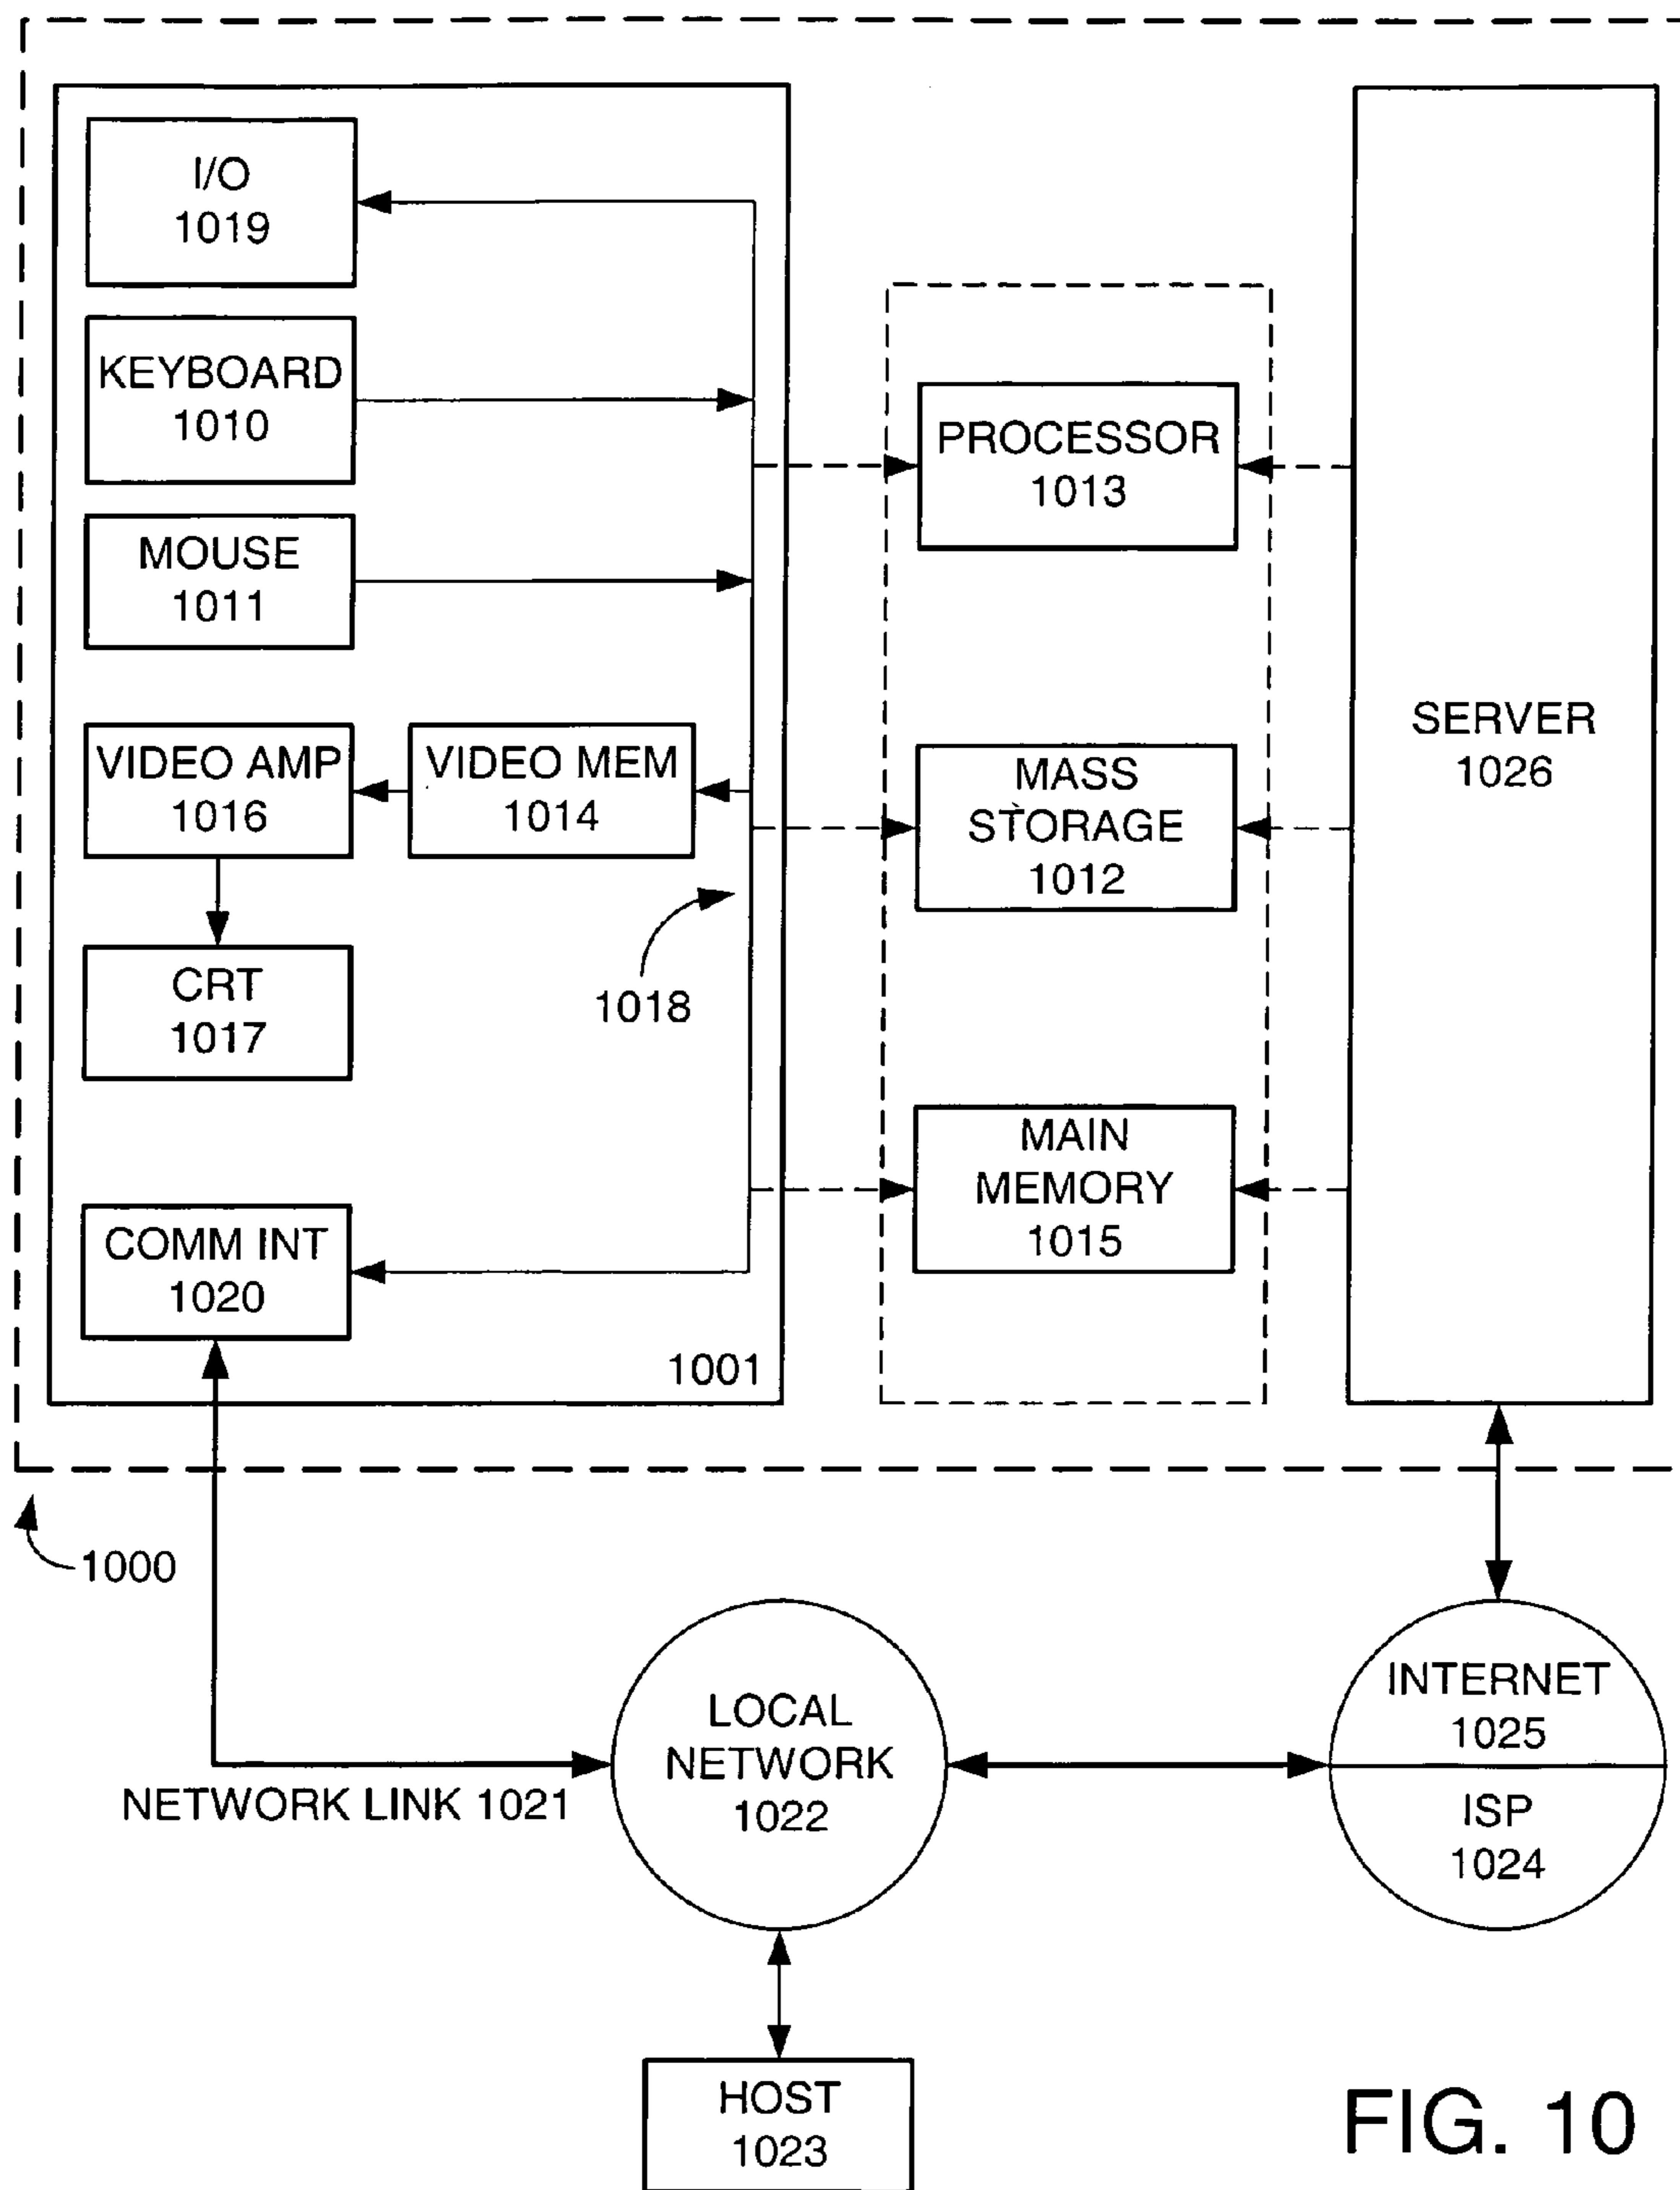 I/O
1019
KEYBOARD
1010
MOUSE
1011
VIDEO AMP
1016
VIDEO MEM
1014
CRT
1017
1018
COMM INT
1020
1001
PROCESSOR
1013
MASS
STORAGE
1012
MAIN
MEMORY
1015
SERVER
1026
1000
NETWORK LINK 1021
LOCAL
NETWORK
1022
INTERNET
1025
ISP
1024
HOST
1023
FIG. 10